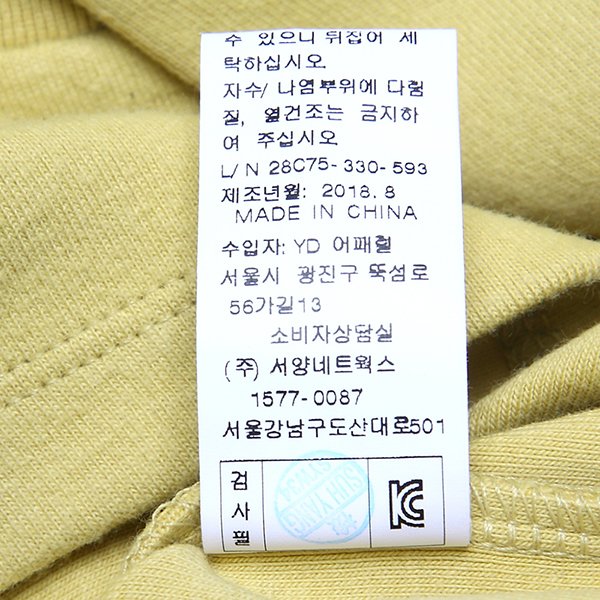 수 있으니 뒤집어 세
탁하십시오.
자수/ 나염부위에 다림
질, 열건조는 금지하
여 주십시오
L/N 28C75-330-593
제조년월: 2018.8
MADE IN CHINA
수입자: YD 어패럴
서울시 광진구 뚝섬로
56가길13
소비자상담실
(주) 서양네트웍스
1577-0087
서울강남구도산대로501
검사필